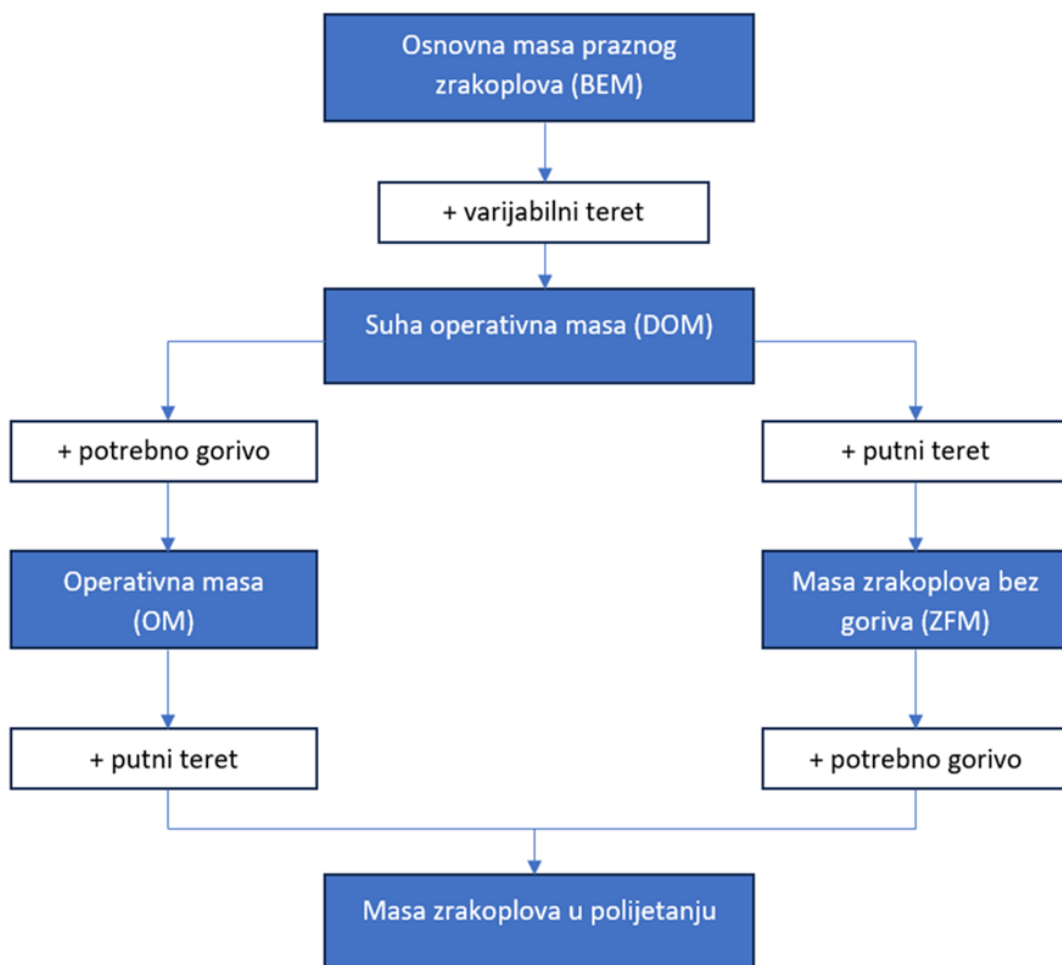 Osnovna masa praznog
zrakoplova (BEM)
+ varijabilni teret
Suha operativna masa (DOM)
+ potrebno gorivo
+ putni teret
Operativna masa
(OM)
Masa zrakoplova bez
goriva (ZFM)
+ putni teret
+ potrebno gorivo
Masa zrakoplova u polijetanju